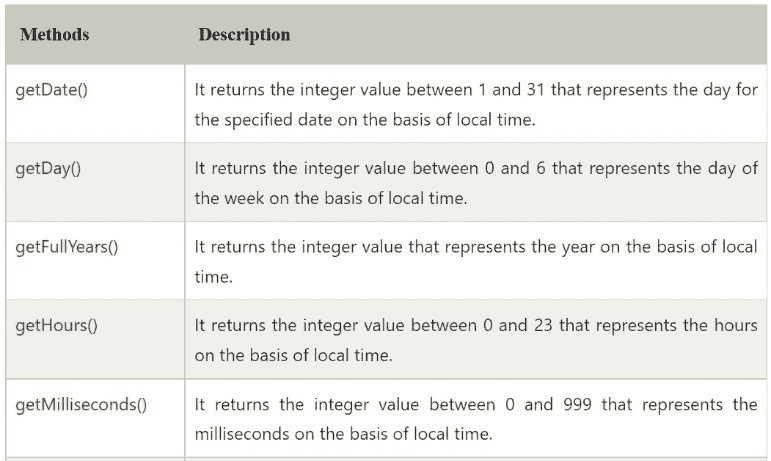 Methods Description
getDate() It returns the integer value between 1 and 31 that represents the day for
the specified date on the basis of local time.
getDay() It returns the integer value between 0 and 6 that represents the day of
the week on the basis of local time.
getFullYears() It returns the integer value that represents the year on the basis of local
time.
getHours() It returns the integer value between 0 and 23 that represents the hours
on the basis of local time.
getMilliseconds() It returns the integer value between 0 and 999 that represents the
milliseconds on the basis of local time.